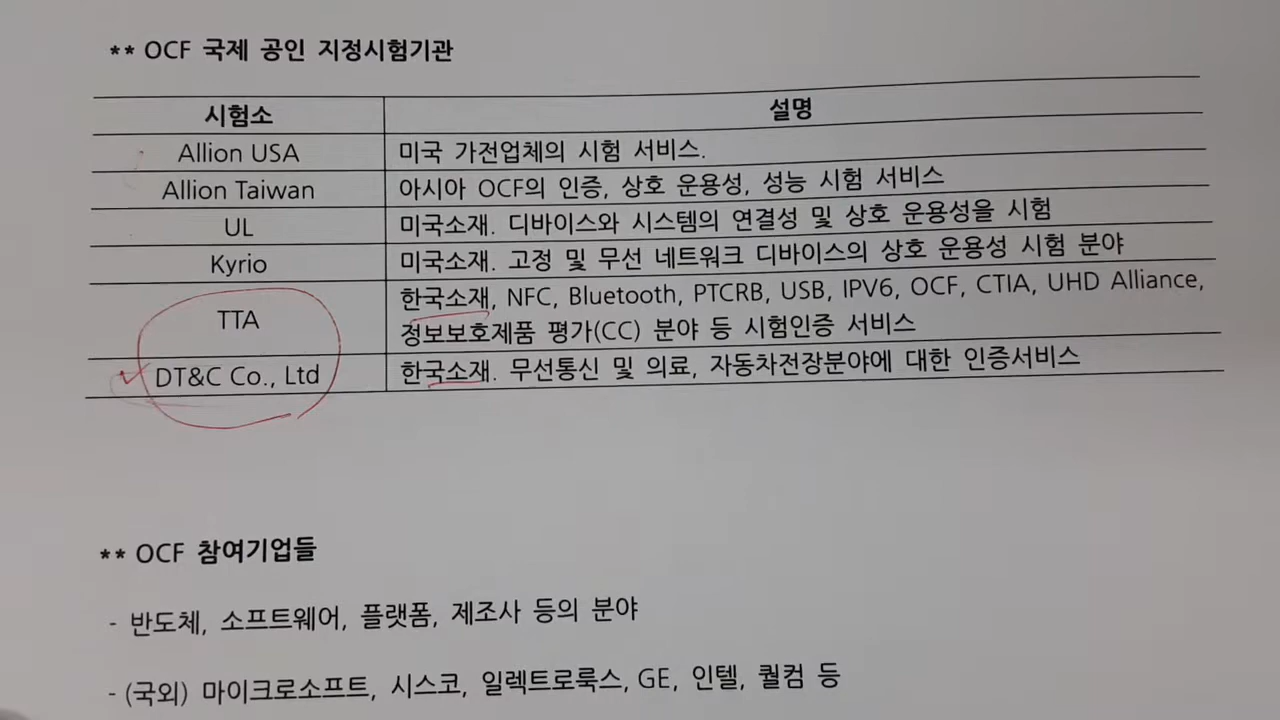 ** OCF 국제 공인 지정시험기관
시험소 설명
Allion USA 미국 가전업체의 시험 서비스.
Allion Taiwan 아시아 OCF의 인증, 상호 운용성, 성능 시험 서비스
UL 미국소재. 디바이스와 시스템의 연결성 및 상호 운용성을 시험
Kyrio 미국소재. 고정 및 무선 네트워크 디바이스의 상호 운용성 시험 분야
TTA 한국소재, NFC, Bluetooth, PTCRB, USB, IPV6, OCF, CTIA, UHD Alliance,
정보보호제품 평가(CC) 분야 등 시험인증 서비스
DT&C Co., Ltd 한국소재. 무선통신 및 의료, 자동차전장분야에 대한 인증서비스
** OCF 참여기업들
- 반도체, 소프트웨어, 플랫폼, 제조사 등의 분야
- (국외) 마이크로소프트, 시스코, 일렉트로룩스, GE, 인텔, 퀄컴 등